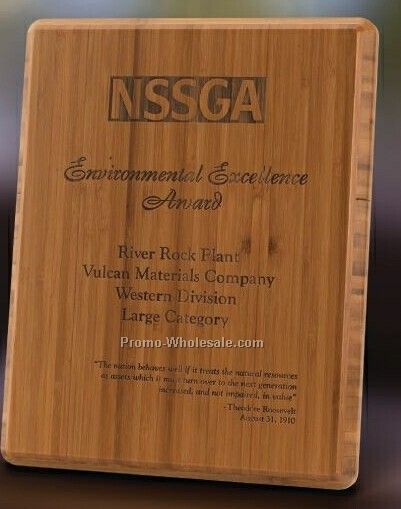 NSSGA
Environmental Excellence
Award
River Rock Plant
Vulcan Materials Company
Western Division
Large Category
Promo-Wholesale.com
"The nation behaves well if it treats the natural resources
as assets which it must turn over to the next generation
increased, and not impaired, in value"
- Theodore Roosevelt
August 31, 1910